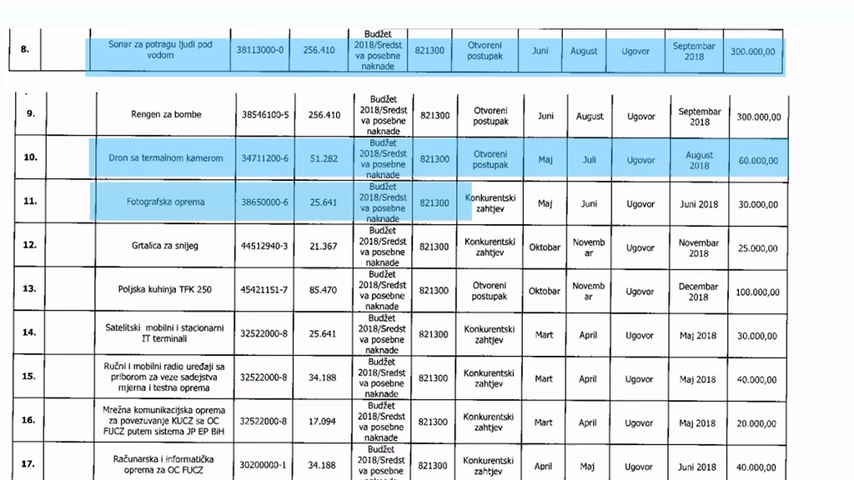 8. Sonar za potragu ljudi pod vodom 38113000-0 256.410 Budžet 2018/Sredst va posebne naknade 821300 Otvoreni postupak Juni August Ugovor Septembar 2018 300.000,00
9. Rengen za bombe 38546100-5 256.410 Budžet 2018/Sredst va posebne naknade 821300 Otvoreni postupak Juni August Ugovor Septembar 2018 300.000,00
10. Dron sa termalnom kamerom 34711200-6 51.282 Budžet 2018/Sredst va posebne naknade 821300 Otvoreni postupak Maj Juli Ugovor August 2018 60.000,00
11. Fotografska oprema 38650000-6 25.641 Budžet 2018/Sredst va posebne naknade 821300 Konkurentski zahtjev Maj Juni Ugovor Juni 2018 30.000,00
12. Grtalica za snijeg 44512940-3 21.367 Budžet 2018/Sredst va posebne naknade 821300 Konkurentski zahtjev Oktobar Novemb ar Ugovor Novembar 2018 25.000,00
13. Poljska kuhinja TFK 250 45421151-7 85.470 Budžet 2018/Sredst va posebne naknade 821300 Otvoreni postupak Oktobar Novemb ar Ugovor Decembar 2018 100.000,00
14. Satelitski mobilni i stacionarni IT terminali 32522000-8 25.641 Budžet 2018/Sredst va posebne naknade 821300 Konkurentski zahtjev Mart April Ugovor Maj 2018 30.000,00
15. Ručni i mobilni radio uređaji sa priborom za veze sadejstva mjerna i testna oprema 32522000-8 34.188 Budžet 2018/Sredst va posebne naknade 821300 Konkurentski zahtjev Mart April Ugovor Maj 2018 40.000,00
16. Mrežna komunikacijska oprema za povezuvanje KUCZ sa OC FUCZ putem sistema JP EP BiH 32522000-8 17.094 Budžet 2018/Sredst va posebne naknade 821300 Konkurentski zahtjev Mart April Ugovor Maj 2018 20.000,00
17. Računarska i informatička oprema za OC FUCZ 30200000-1 34.188 Budžet 2018/Sredst va posebne naknade 821300 Konkurentski zahtjev April Maj Ugovor Juni 2018 40.000,00